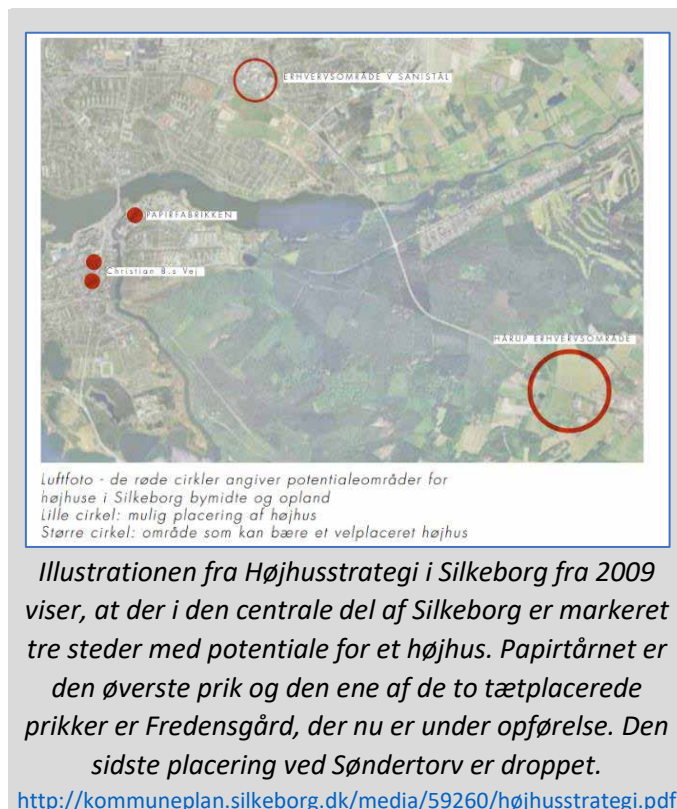 ERHVERVSOMRÅDE V SANISTÅL
PAPIRFABRIKKEN
Christian B.s Vej
HÅRUP ERHVERVSOMRÅDE
Luftfoto - de røde cirkler angiver potentialeområder for
højhuse i Silkeborg bymidte og opland
Lille cirkel: mulig placering af højhus
Større cirkel: område som kan bære et velplaceret højhus
Illustrationen fra Højhusstrategi i Silkeborg fra 2009
viser, at der i den centrale del af Silkeborg er markeret
tre steder med potentiale for et højhus. Papirtårnet er
den øverste prik og den ene af de to tætplacerede
prikker er Fredensgård, der nu er under opførelse. Den
sidste placering ved Søndertorv er droppet.
http://kommuneplan.silkeborg.dk/media/59260/højhusstrategi.pdf